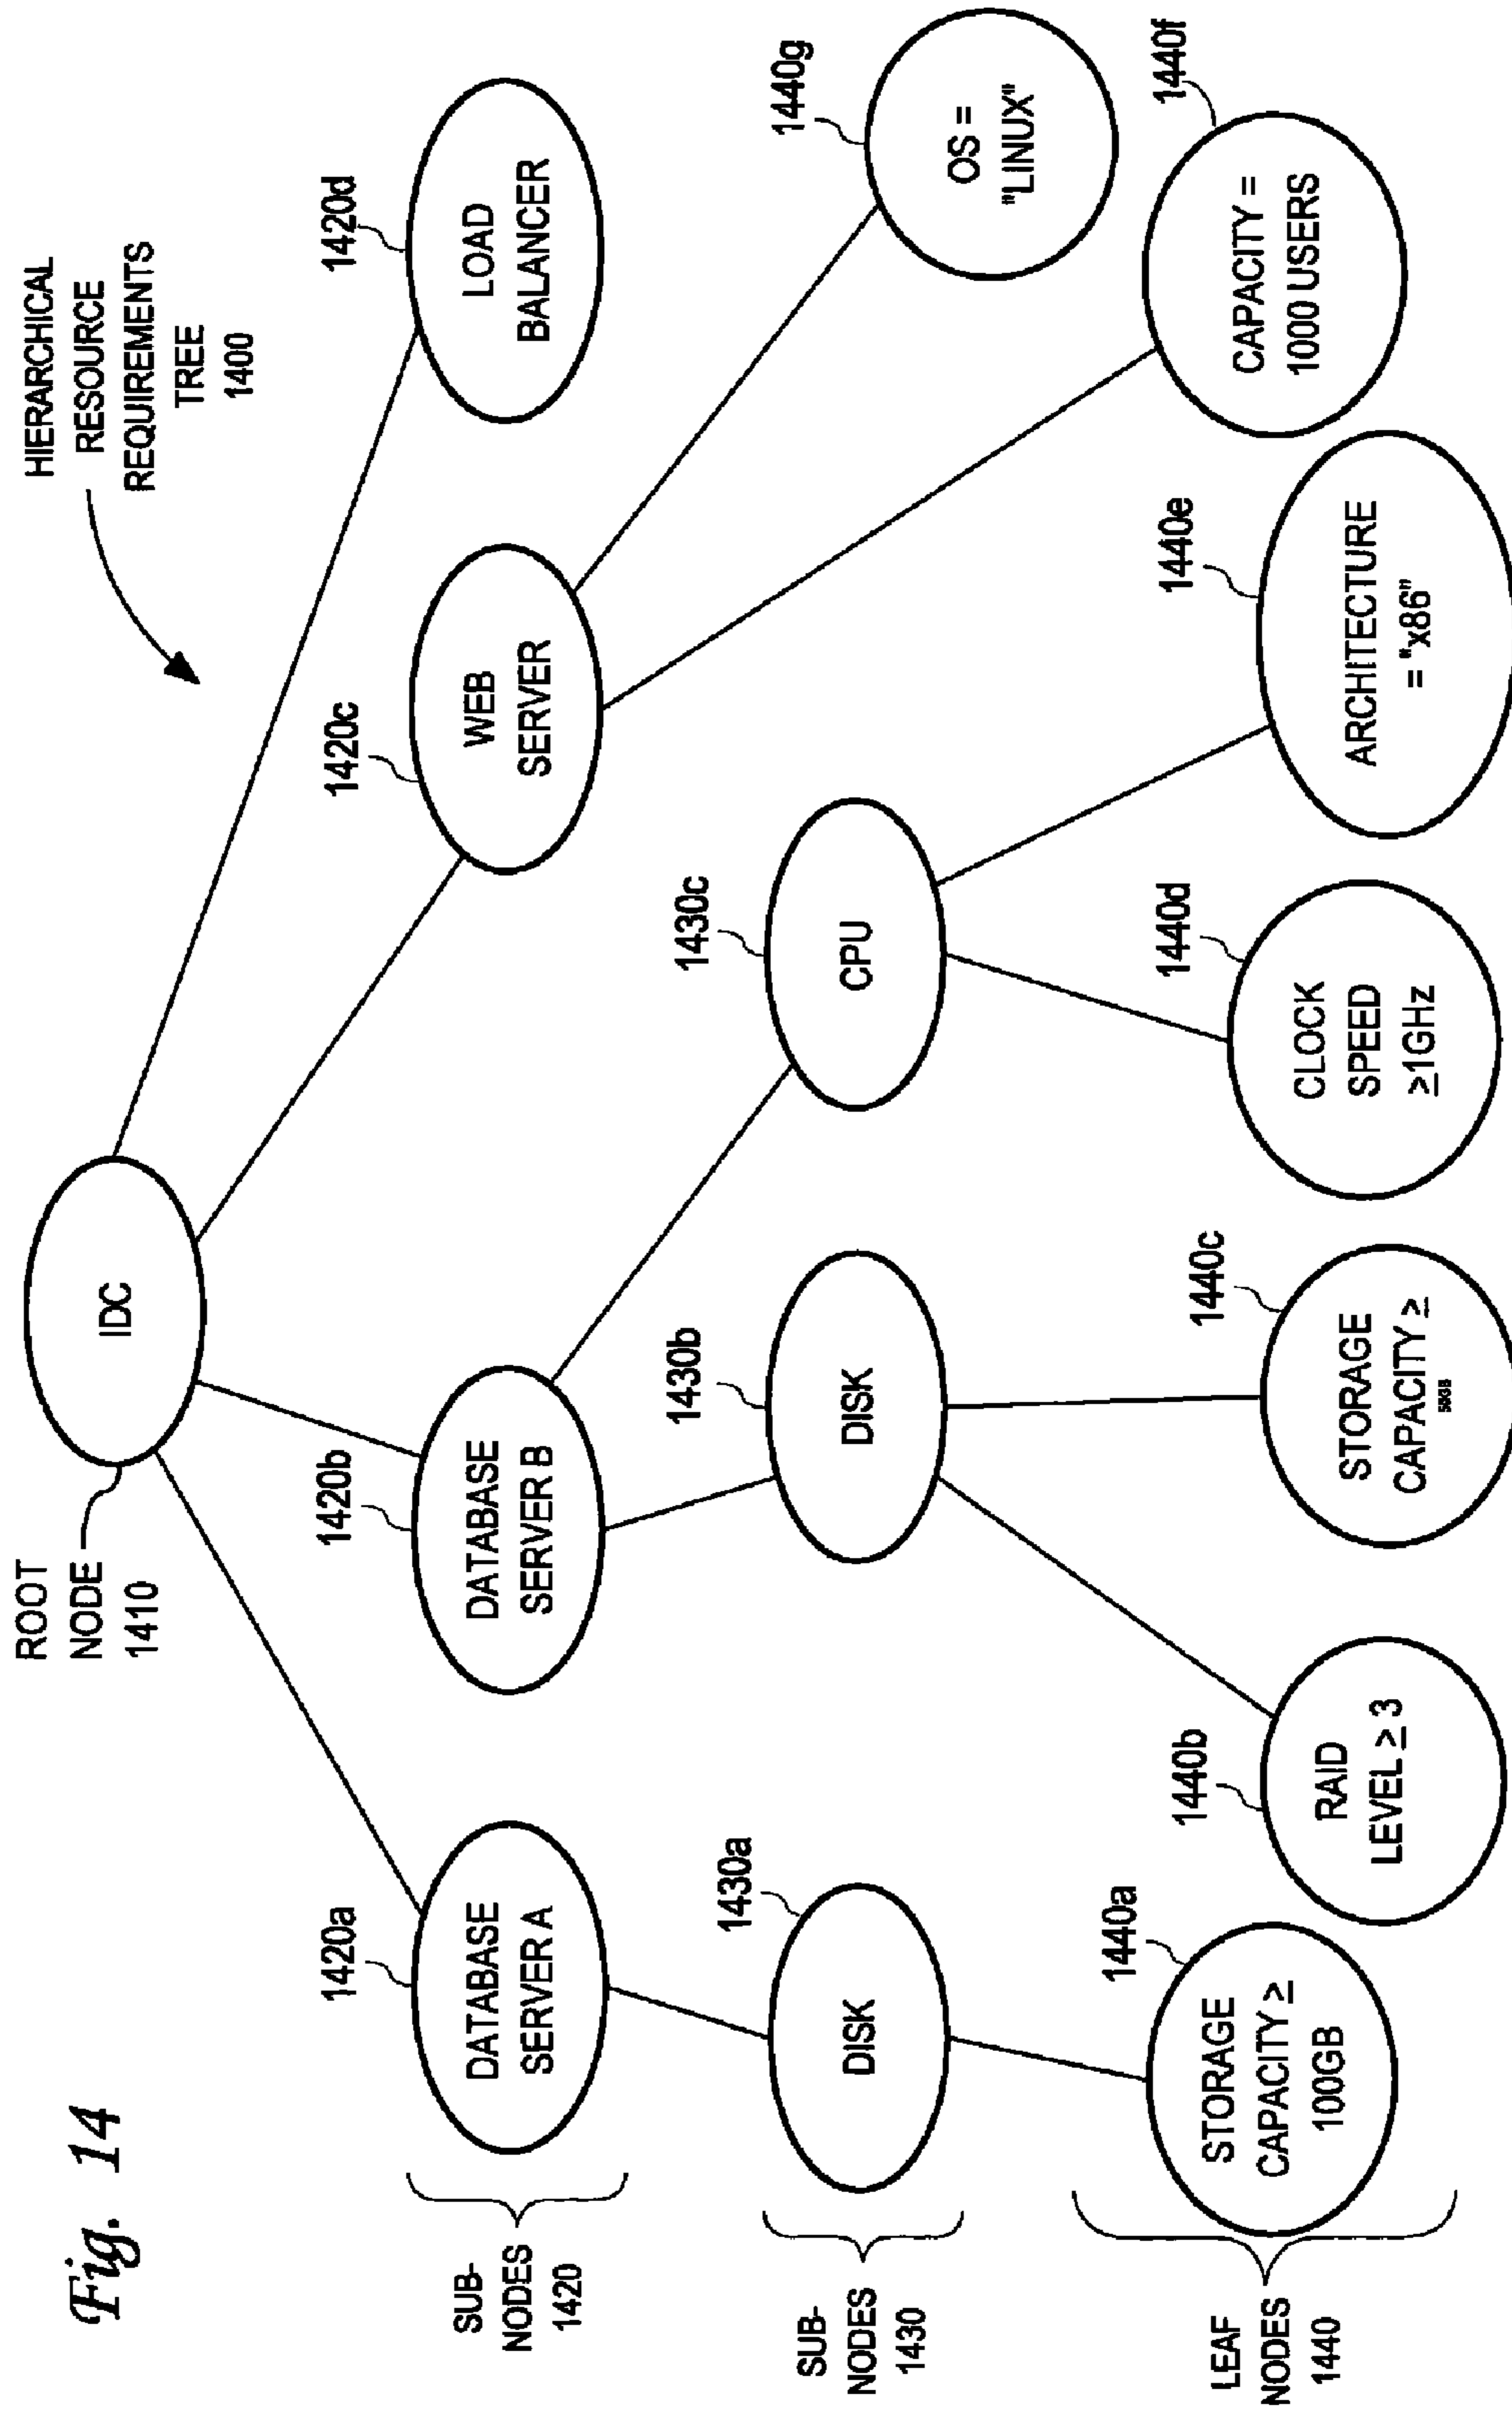 Fig. 14
HIERARCHICAL
RESOURCE
REQUIREMENTS
TREE
1400
ROOT
NODE
1410
IDC
SUB-
NODES
1420
1420a
DATABASE
SERVER A
1420b
DATABASE
SERVER B
1420c
WEB
SERVER
1420d
LOAD
BALANCER
SUB-
NODES
1430
1430a
DISK
1430b
DISK
1430c
CPU
LEAF
NODES
1440
1440a
STORAGE
CAPACITY ≥
100GB
1440b
RAID
LEVEL ≥ 3
1440c
STORAGE
CAPACITY ≥
1440d
CLOCK
SPEED
≥1GHz
1440e
ARCHITECTURE
= "x86"
1440f
CAPACITY =
1000 USERS
1440g
OS =
"LINUX"